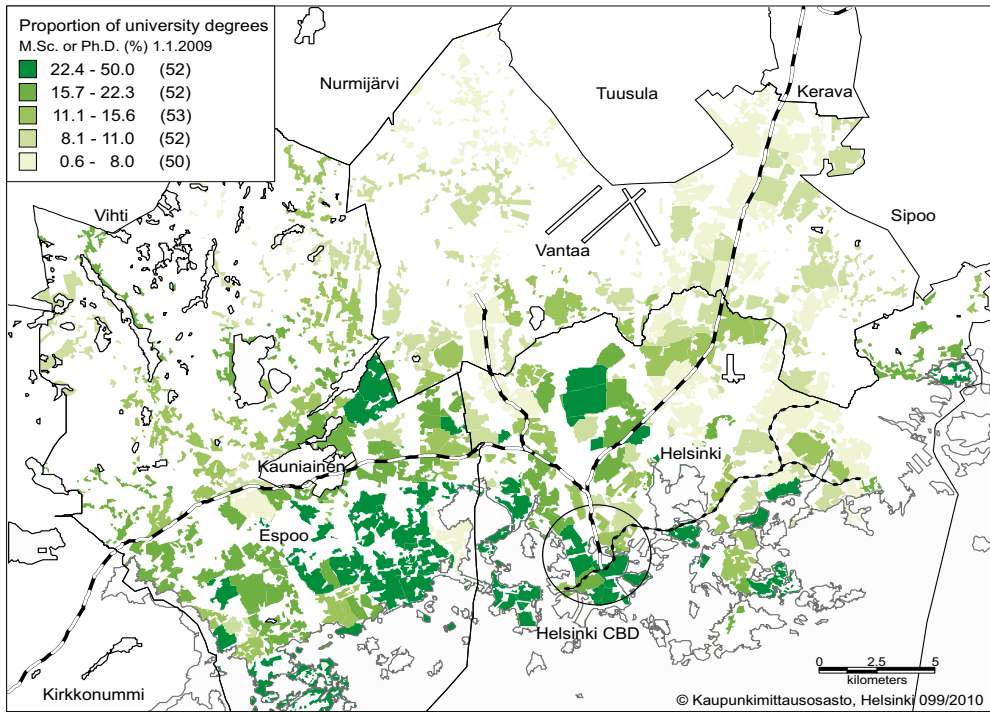 Proportion of university degrees
M.Sc. or Ph.D. (%) 1.1.2009
22.4 - 50.0 (52)
15.7 - 22.3 (52)
11.1 - 15.6 (53)
8.1 - 11.0 (52)
0.6 - 8.0 (50)
Nurmijärvi
Tuusula
Kerava
Vihti
Sipoo
Vantaa
Helsinki
Kauniainen
Espoo
Helsinki CBD
Kirkkonummi
0 2.5 5
kilometers
© Kaupunkimittausosasto, Helsinki 099/2010